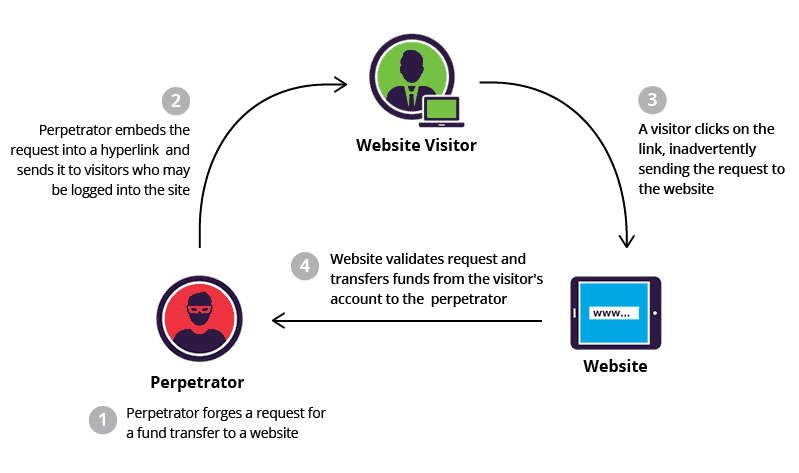 2
Perpetrator embeds the
request into a hyperlink and
sends it to visitors who may
be logged into the site
Website Visitor
3
A visitor clicks on the
link, inadvertently
sending the request to
the website
4
Website validates request and
transfers funds from the visitor's
account to the perpetrator
www...
Website
Perpetrator
1
Perpetrator forges a request for
a fund transfer to a website